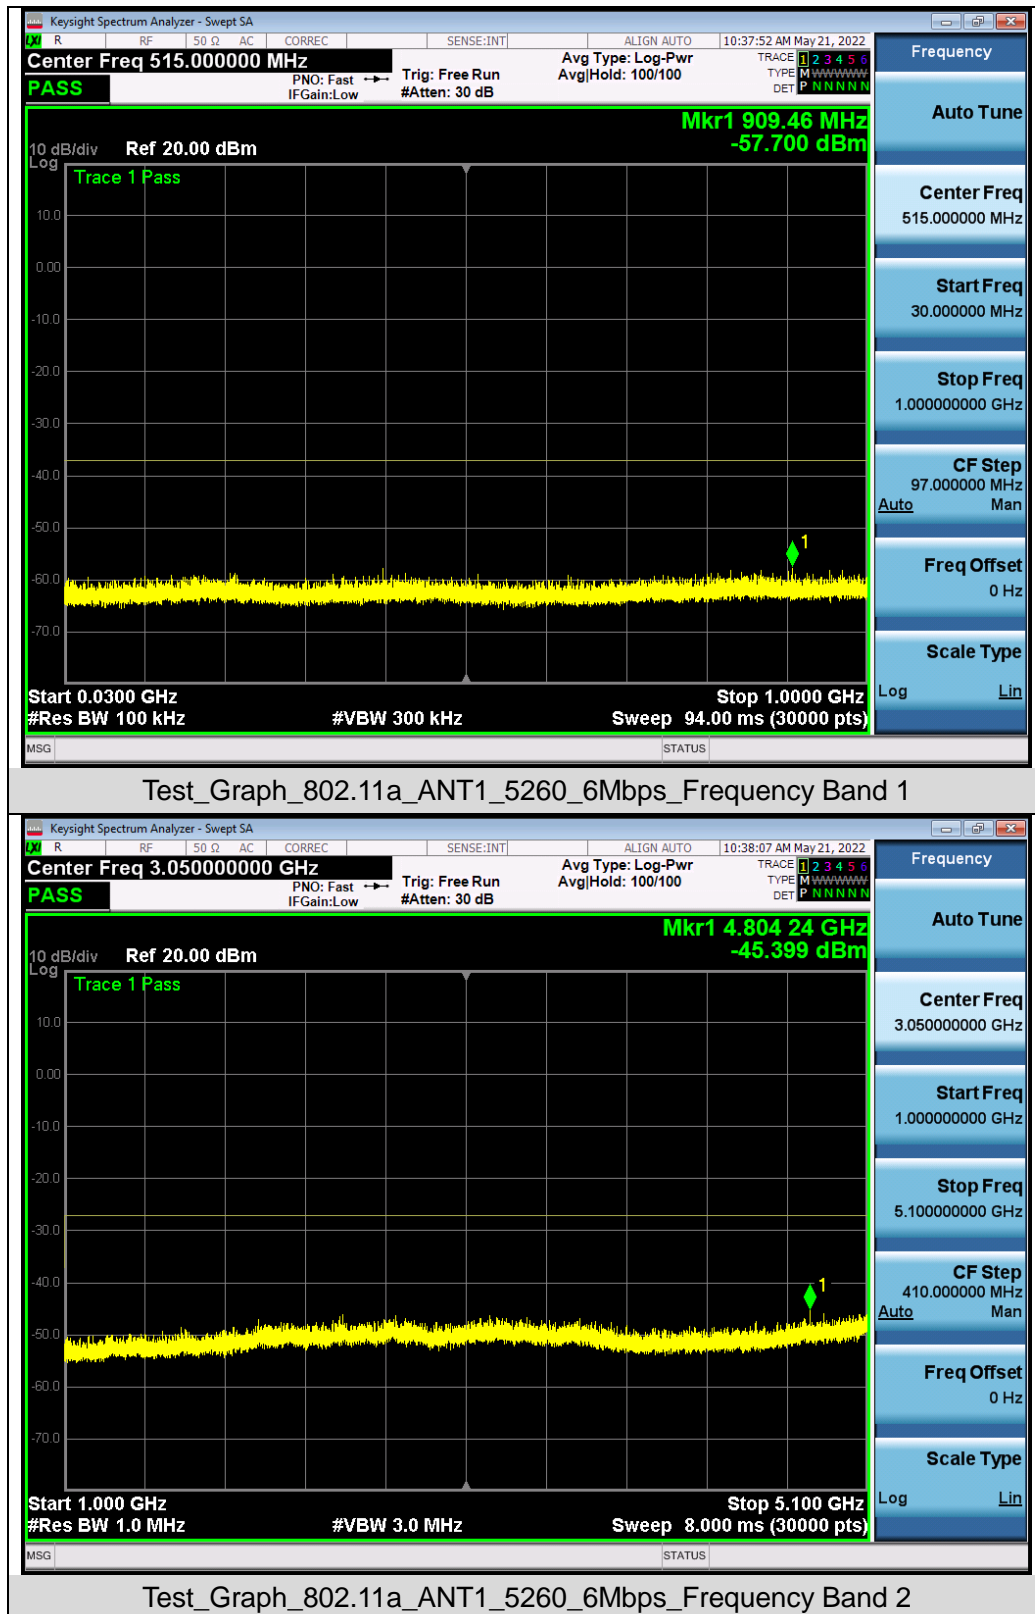 Keysight Spectrum Analyzer - Swept SA
LXI R RF 50 Ω AC CORREC SENSE:INT ALIGN AUTO 10:37:52 AM May 21, 2022
Center Freq 515.000000 MHz
PASS
PNO: Fast
IFGain:Low
Trig: Free Run
#Atten: 30 dB
Avg Type: Log-Pwr
Avg|Hold: 100/100
TRACE 1 2 3 4 5 6
TYPE M W W W W W
DET P N N N N N
Mkr1 909.46 MHz
-57.700 dBm
10 dB/div Ref 20.00 dBm
Log
Trace 1 Pass
10.0
0.00
-10.0
-20.0
-30.0
-40.0
-50.0
1
-60.0
-70.0
Start 0.0300 GHz Stop 1.0000 GHz
#Res BW 100 kHz #VBW 300 kHz Sweep 94.00 ms (30000 pts)
MSG STATUS
Frequency
Auto Tune
Center Freq
515.000000 MHz
Start Freq
30.000000 MHz
Stop Freq
1.000000000 GHz
CF Step
97.000000 MHz
Auto Man
Freq Offset
0 Hz
Scale Type
Log Lin
Test_Graph_802.11a_ANT1_5260_6Mbps_Frequency Band 1
Keysight Spectrum Analyzer - Swept SA
LXI R RF 50 Ω AC CORREC SENSE:INT ALIGN AUTO 10:38:07 AM May 21, 2022
Center Freq 3.050000000 GHz
PASS
PNO: Fast
IFGain:Low
Trig: Free Run
#Atten: 30 dB
Avg Type: Log-Pwr
Avg|Hold: 100/100
TRACE 1 2 3 4 5 6
TYPE M W W W W W
DET P N N N N N
Mkr1 4.804 24 GHz
-45.399 dBm
10 dB/div Ref 20.00 dBm
Log
Trace 1 Pass
10.0
0.00
-10.0
-20.0
-30.0
-40.0
1
-50.0
-60.0
-70.0
Start 1.000 GHz Stop 5.100 GHz
#Res BW 1.0 MHz #VBW 3.0 MHz Sweep 8.000 ms (30000 pts)
MSG STATUS
Frequency
Auto Tune
Center Freq
3.050000000 GHz
Start Freq
1.000000000 GHz
Stop Freq
5.100000000 GHz
CF Step
410.000000 MHz
Auto Man
Freq Offset
0 Hz
Scale Type
Log Lin
Test_Graph_802.11a_ANT1_5260_6Mbps_Frequency Band 2